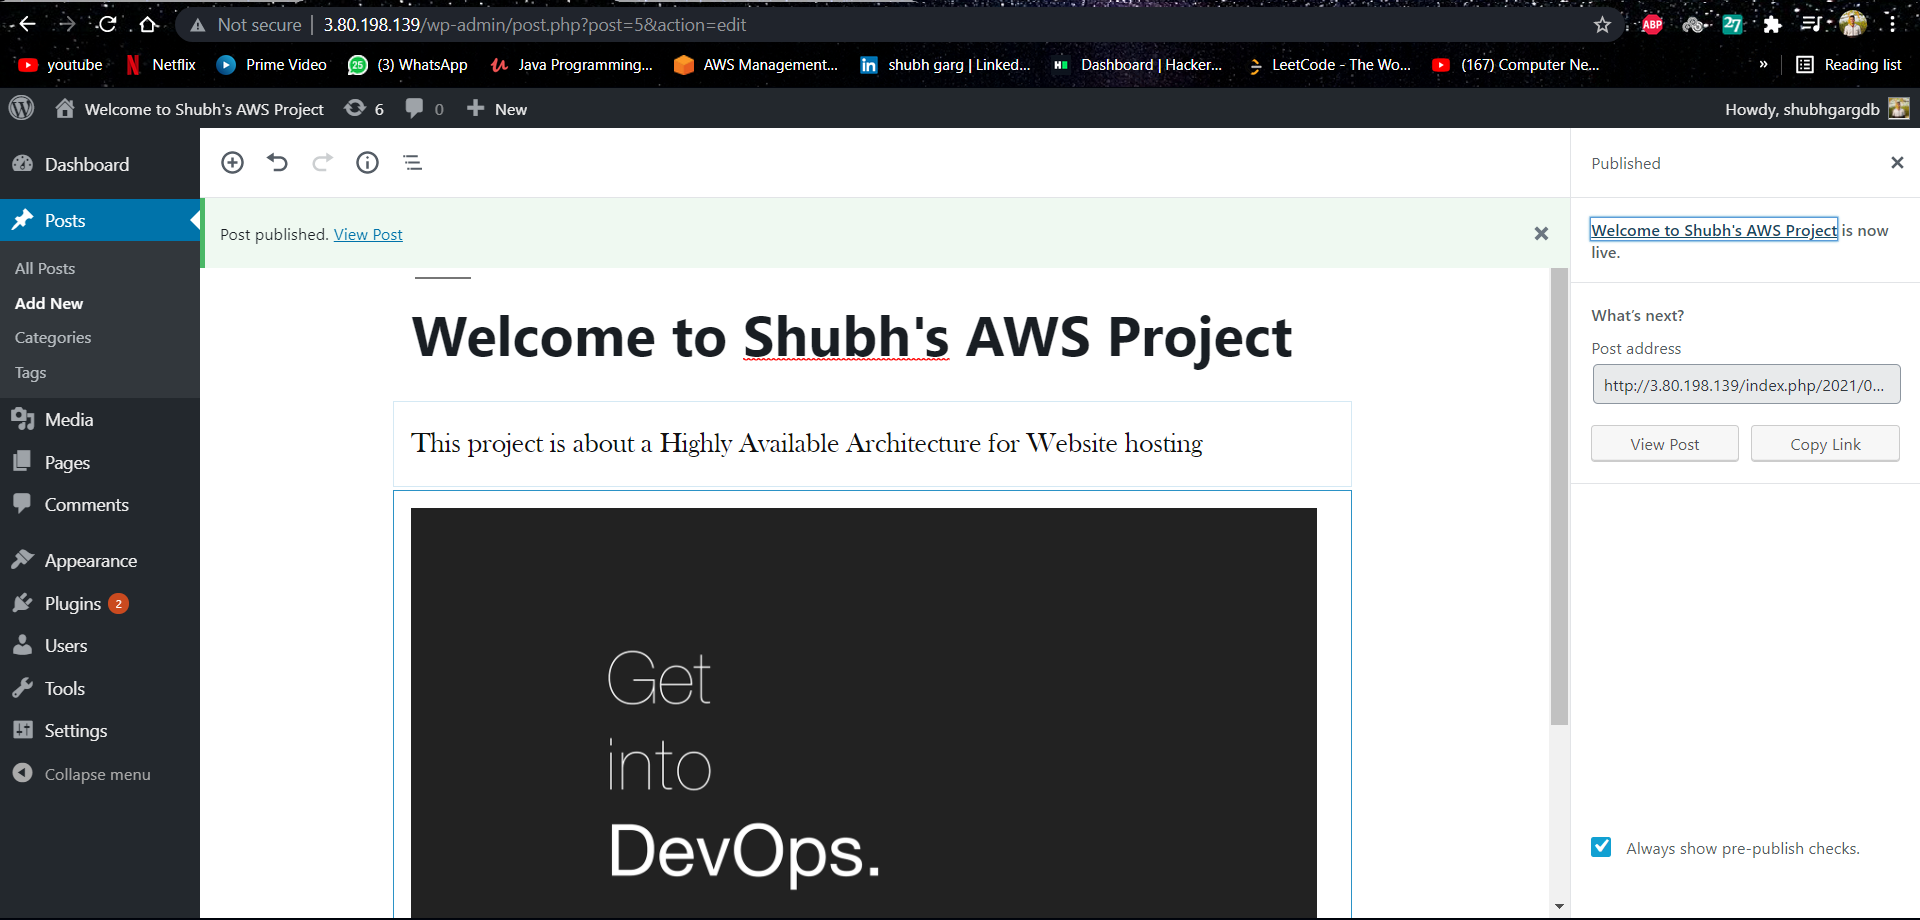 Not secure | 3.80.198.139/wp-admin/post.php?post=5&action=edit
ABP
27
youtube
Netflix
Prime Video
25
(3) WhatsApp
Java Programming...
AWS Management...
in
shubh garg | Linked...
Dashboard | Hacker...
LeetCode - The Wo...
(167) Computer Ne...
»
Reading list
Welcome to Shubh's AWS Project
6
0
New
Howdy, shubhgargdb
Dashboard
Posts
All Posts
Add New
Categories
Tags
Media
Pages
Comments
Appearance
Plugins 2
Users
Tools
Settings
Collapse menu
Post published. View Post
Welcome to Shubh's AWS Project
This project is about a Highly Available Architecture for Website hosting
Get
into
DevOps.
Published
Welcome to Shubh's AWS Project is now
live.
What's next?
Post address
http://3.80.198.139/index.php/2021/0...
View Post
Copy Link
Always show pre-publish checks.